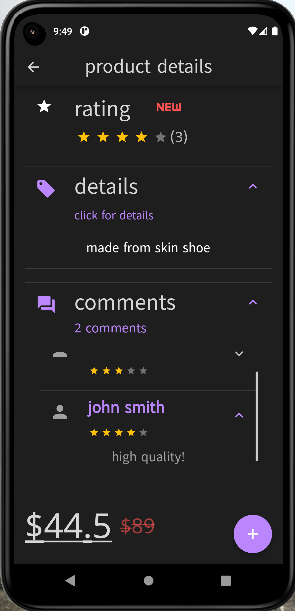 9:49
product details
rating NEW
(3)
details
click for details
made from skin shoe
comments
2 comments
john smith
high quality!
$44.5 $89
+